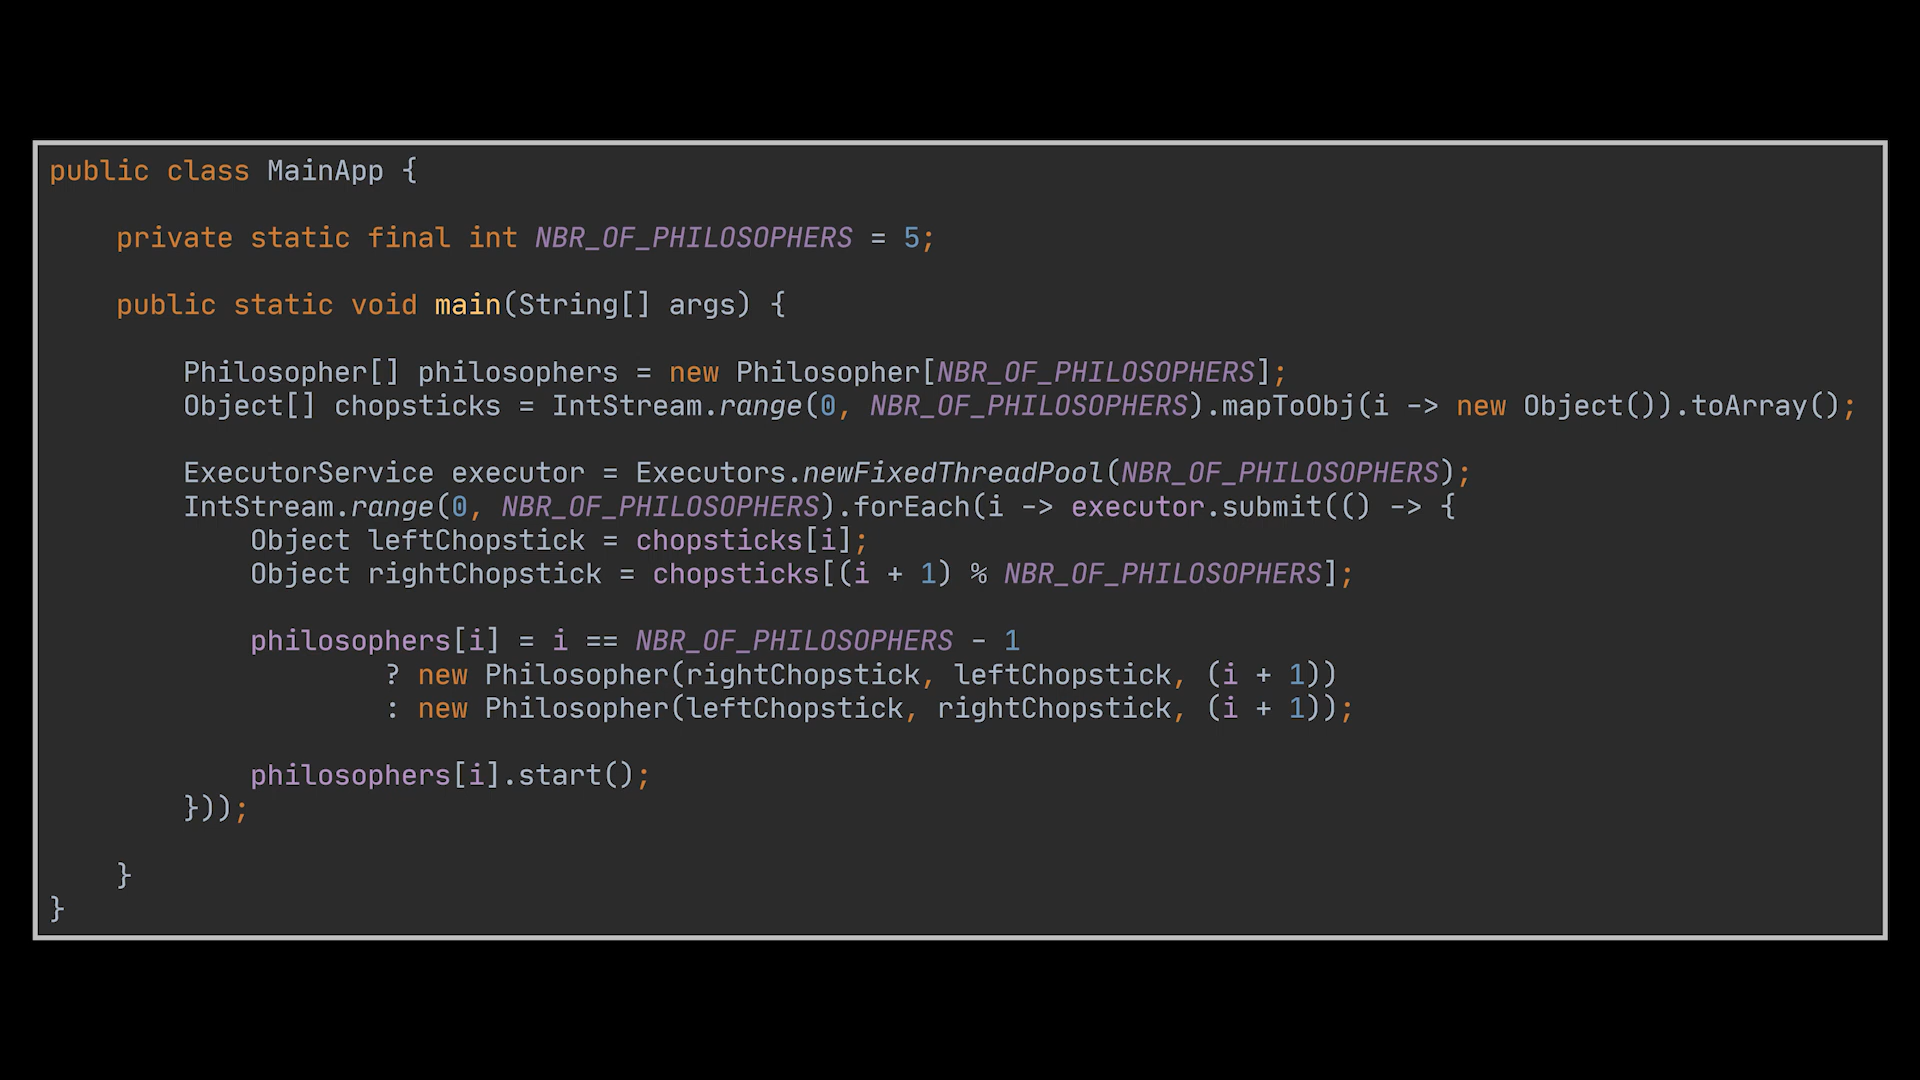 public class MainApp {
private static final int NBR_OF_PHILOSOPHERS = 5;
public static void main(String[] args) {
Philosopher[] philosophers = new Philosopher[NBR_OF_PHILOSOPHERS];
Object[] chopsticks = IntStream.range(0, NBR_OF_PHILOSOPHERS).mapToObj(i -> new Object()).toArray();
ExecutorService executor = Executors.newFixedThreadPool(NBR_OF_PHILOSOPHERS);
IntStream.range(0, NBR_OF_PHILOSOPHERS).forEach(i -> executor.submit(() -> {
Object leftChopstick = chopsticks[i];
Object rightChopstick = chopsticks[(i + 1) % NBR_OF_PHILOSOPHERS];
philosophers[i] = i == NBR_OF_PHILOSOPHERS - 1
? new Philosopher(rightChopstick, leftChopstick, (i + 1))
: new Philosopher(leftChopstick, rightChopstick, (i + 1));
philosophers[i].start();
}));
}
}